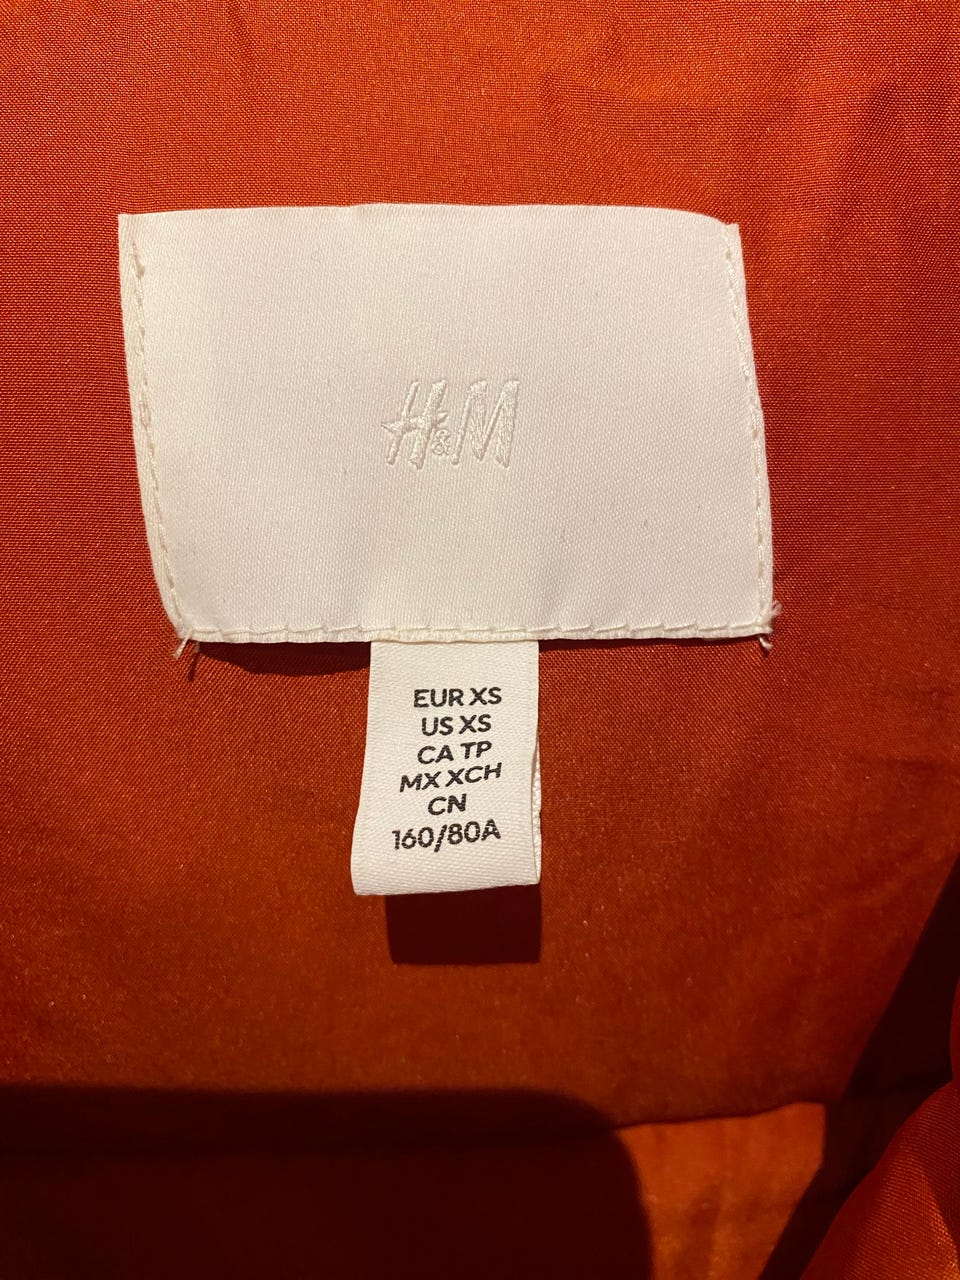 H&M
EUR XS
US XS
CA TP
MX XCH
CN
160/80A